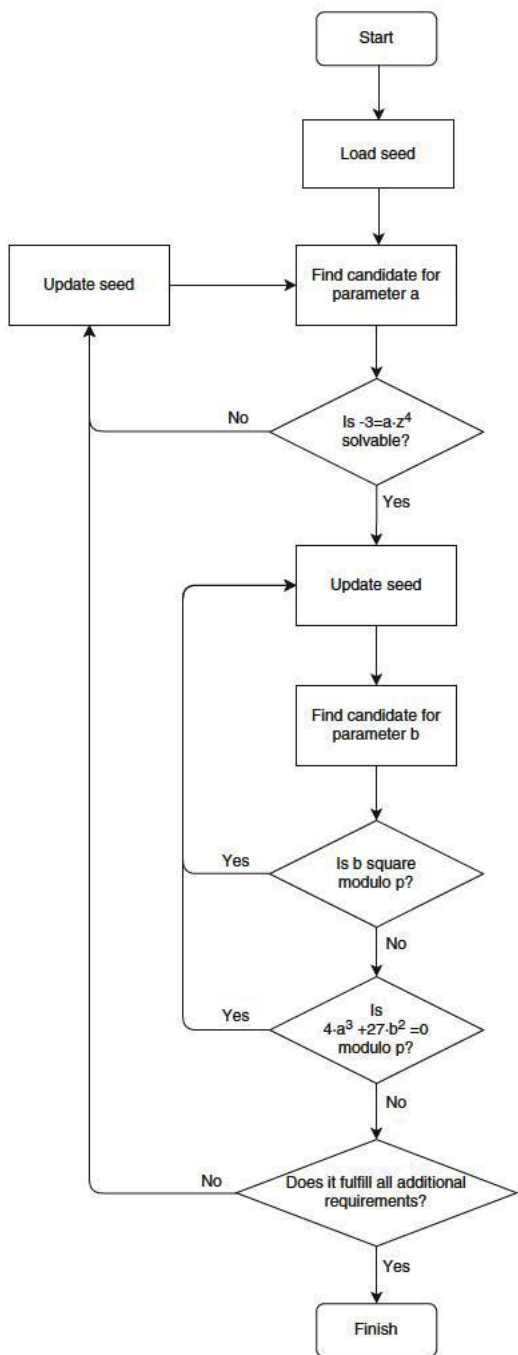 Start
Load seed
Update seed
Find candidate for
parameter a
No
Is -3=a·z⁴
solvable?
Yes
Update seed
Find candidate for
parameter b
Yes
Is b square
modulo p?
No
Yes
Is
4·a³ +27·b² =0
modulo p?
No
No
Does it fulfill all additional
requirements?
Yes
Finish